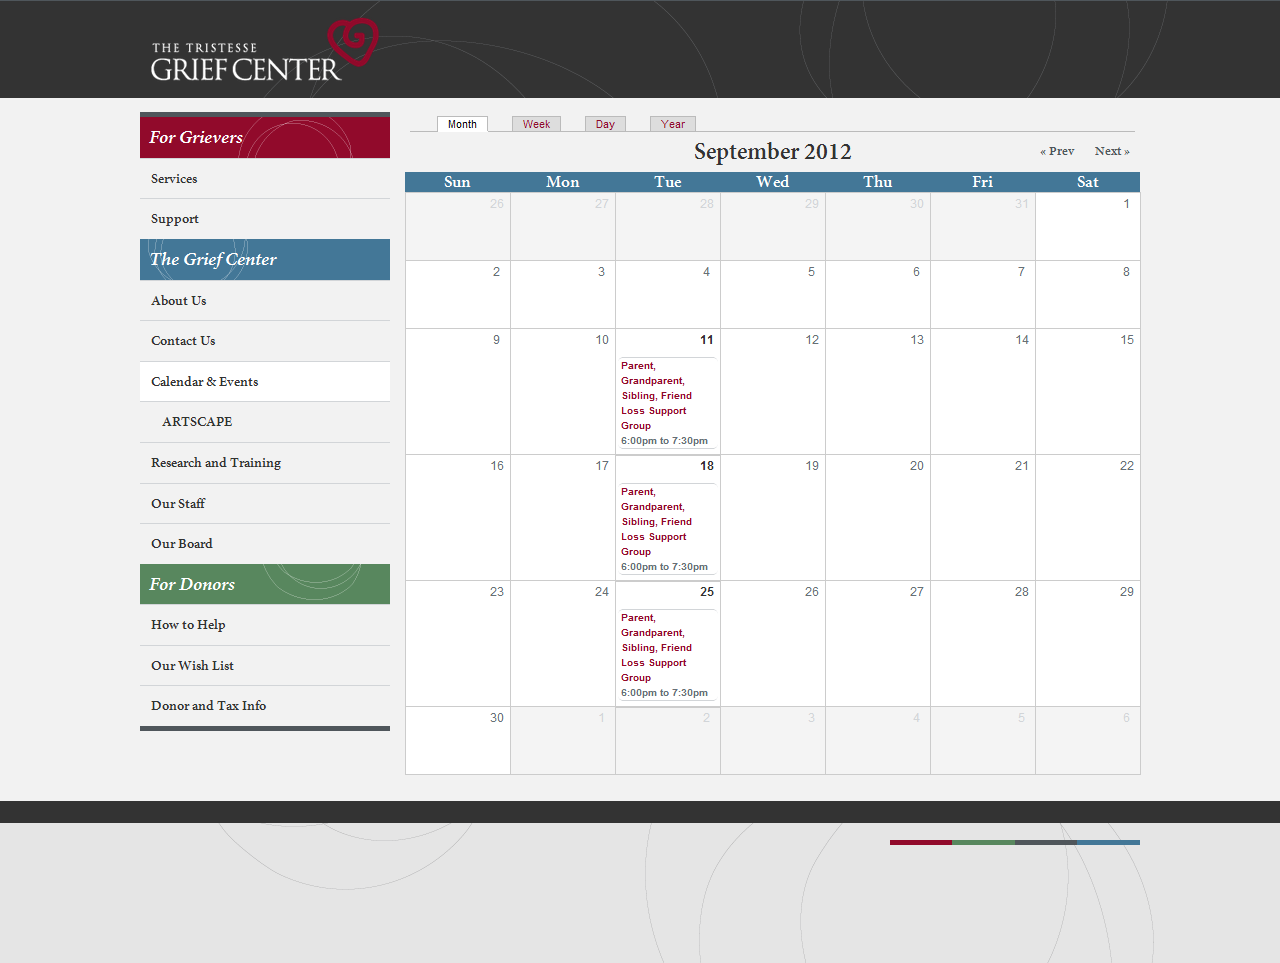 THE TRISTESSE
GRIEF CENTER
For Grievers
Services
Support
The Grief Center
About Us
Contact Us
Calendar & Events
ARTSCAPE
Research and Training
Our Staff
Our Board
For Donors
How to Help
Our Wish List
Donor and Tax Info
Month Week Day Year
September 2012
« Prev Next »
Sun Mon Tue Wed Thu Fri Sat
26 27 28 29 30 31 1
2 3 4 5 6 7 8
9 10 11 12 13 14 15
Parent,
Grandparent,
Sibling, Friend
Loss Support
Group
6:00pm to 7:30pm
16 17 18 19 20 21 22
Parent,
Grandparent,
Sibling, Friend
Loss Support
Group
6:00pm to 7:30pm
23 24 25 26 27 28 29
Parent,
Grandparent,
Sibling, Friend
Loss Support
Group
6:00pm to 7:30pm
30 1 2 3 4 5 6